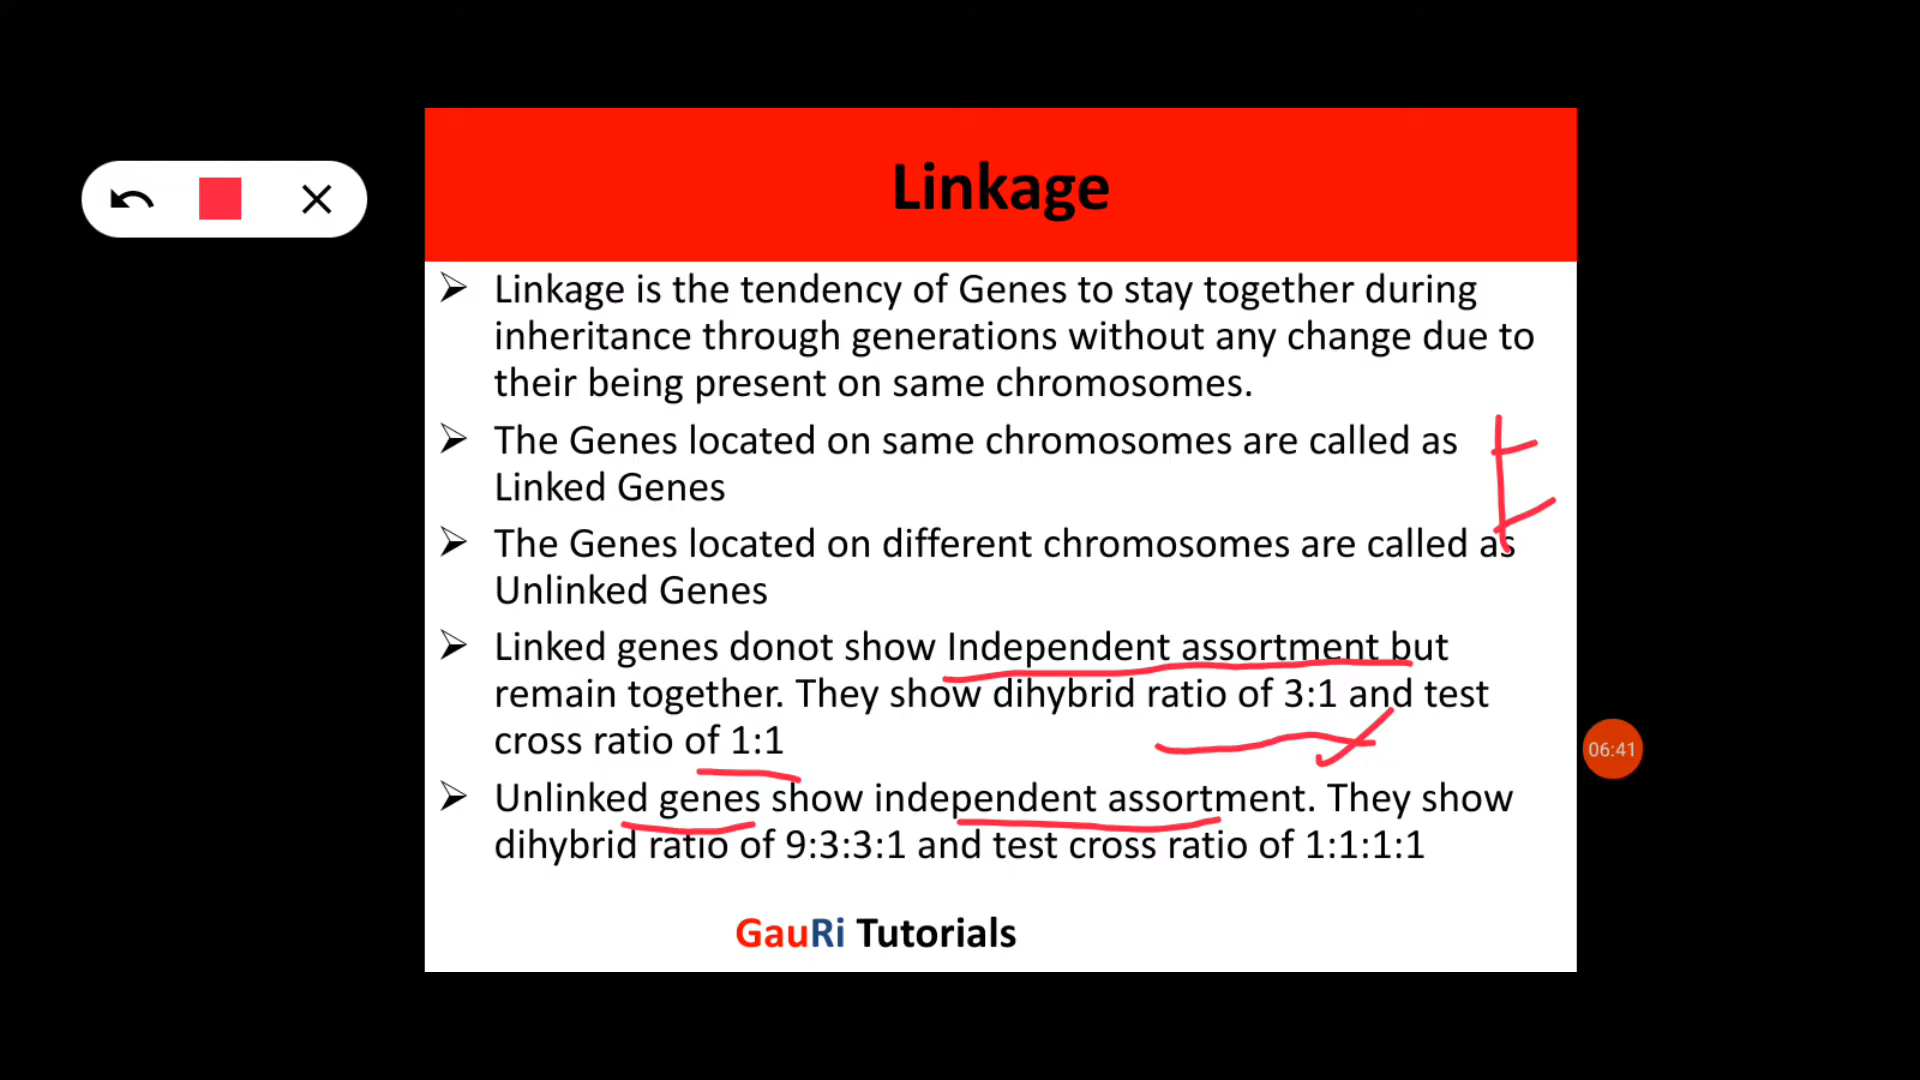 Linkage
➢ Linkage is the tendency of Genes to stay together during
inheritance through generations without any change due to
their being present on same chromosomes.
➢ The Genes located on same chromosomes are called as
Linked Genes
➢ The Genes located on different chromosomes are called as
Unlinked Genes
➢ Linked genes donot show Independent assortment but
remain together. They show dihybrid ratio of 3:1 and test
cross ratio of 1:1
➢ Unlinked genes show independent assortment. They show
dihybrid ratio of 9:3:3:1 and test cross ratio of 1:1:1:1
GauRi Tutorials
06:41